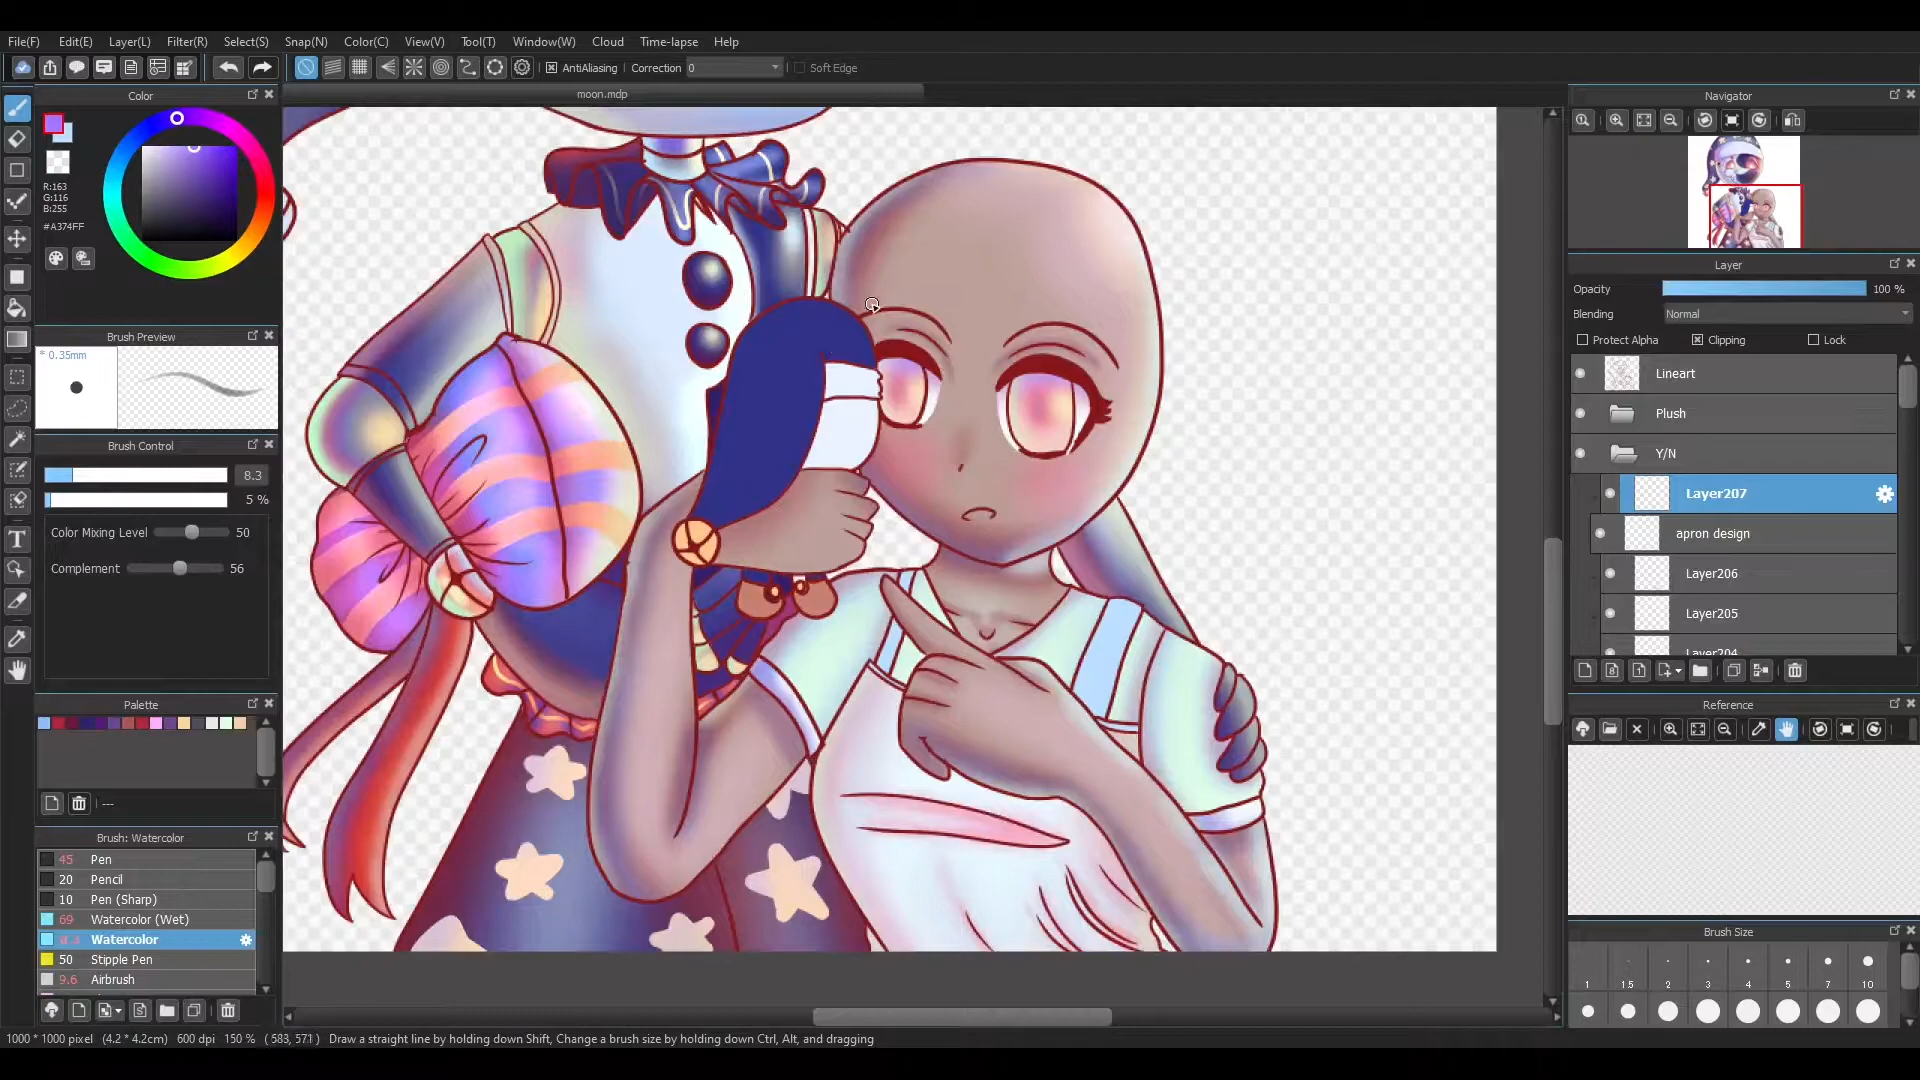 File(F) Edit(E) Layer(L) Filter(R) Select(S) Snap(N) Color(C) View(V) Tool(T) Window(W) Cloud Time-lapse Help
AntiAliasing Correction 0 Soft Edge
Color
moon.mdp
Navigator
R:163
G:116
B:255
#A374FF
Layer
Opacity 100 %
Blending Normal
Protect Alpha Clipping Lock
Brush Preview
* 0.35mm
Lineart
Plush
Brush Control
Y/N
8.3
Layer207
5 %
Color Mixing Level 50
apron design
Complement 56
Layer206
Layer205
Layer204
Palette
Reference
---
Brush: Watercolor
45 Pen
20 Pencil
10 Pen (Sharp)
69 Watercolor (Wet)
Watercolor
50 Stipple Pen
9.6 Airbrush
Brush Size
1 1.5 2 3 4 5 7 10
1000 * 1000 pixel (4.2 * 4.2cm) 600 dpi 150 % ( 583, 571 ) Draw a straight line by holding down Shift, Change a brush size by holding down Ctrl, Alt, and dragging